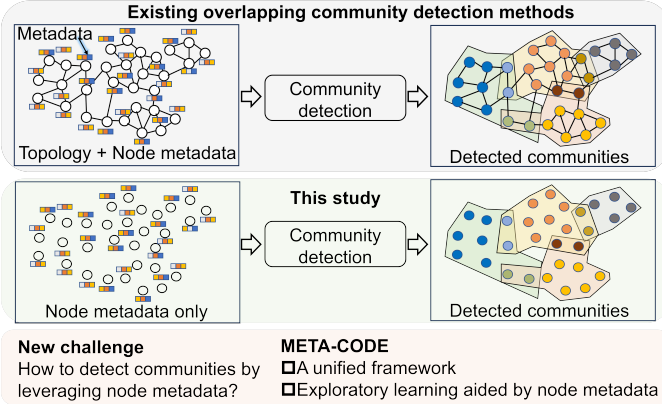 Existing overlapping community detection methods
Metadata
Community
detection
Topology + Node metadata
Detected communities
This study
Community
detection
Node metadata only
Detected communities
New challenge
How to detect communities by
leveraging node metadata?
META-CODE
A unified framework
Exploratory learning aided by node metadata